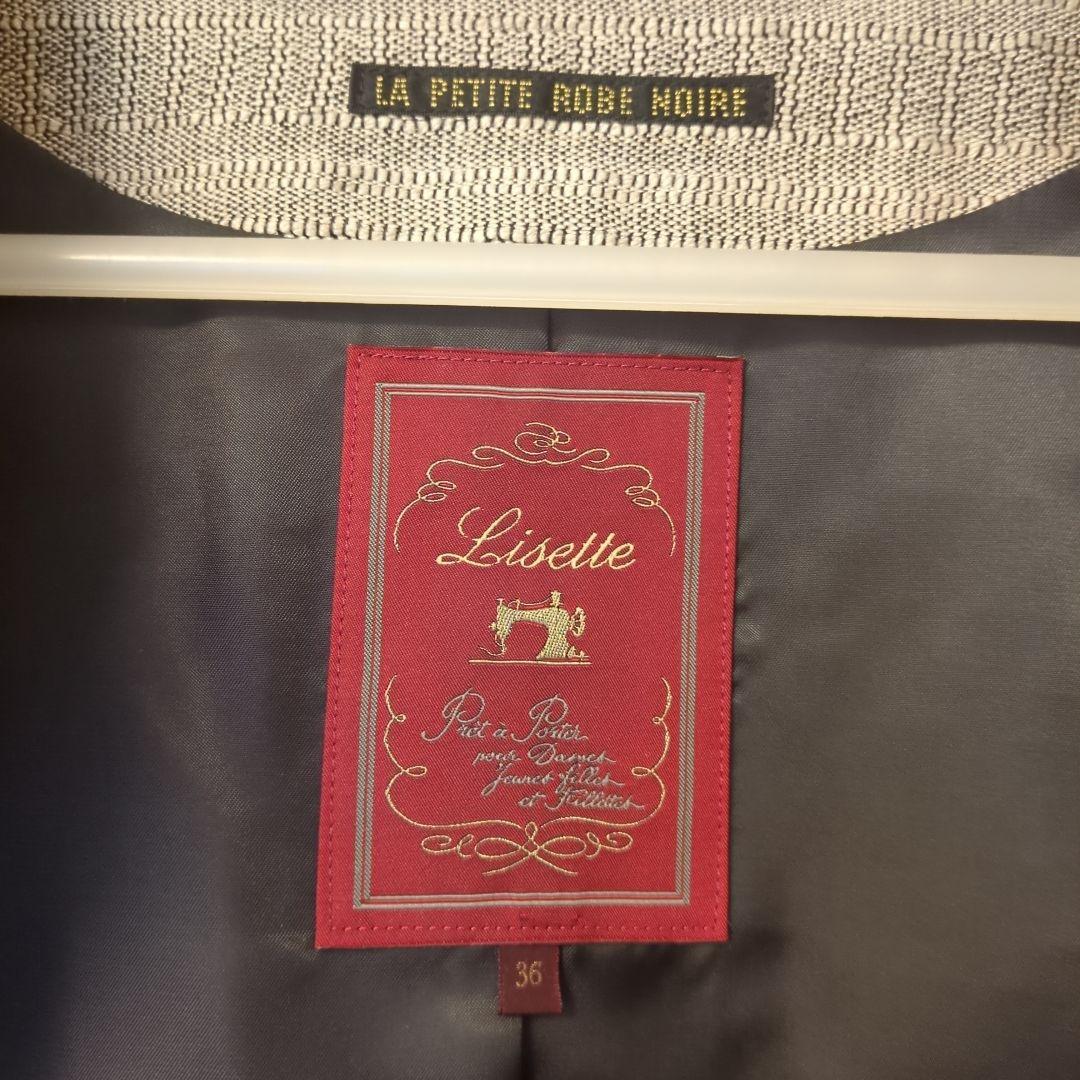 LA PETITE ROBE NOIRE
Lisette
Prêt à Porter
pour Dames
Jeunes filles
et Fillettes
36